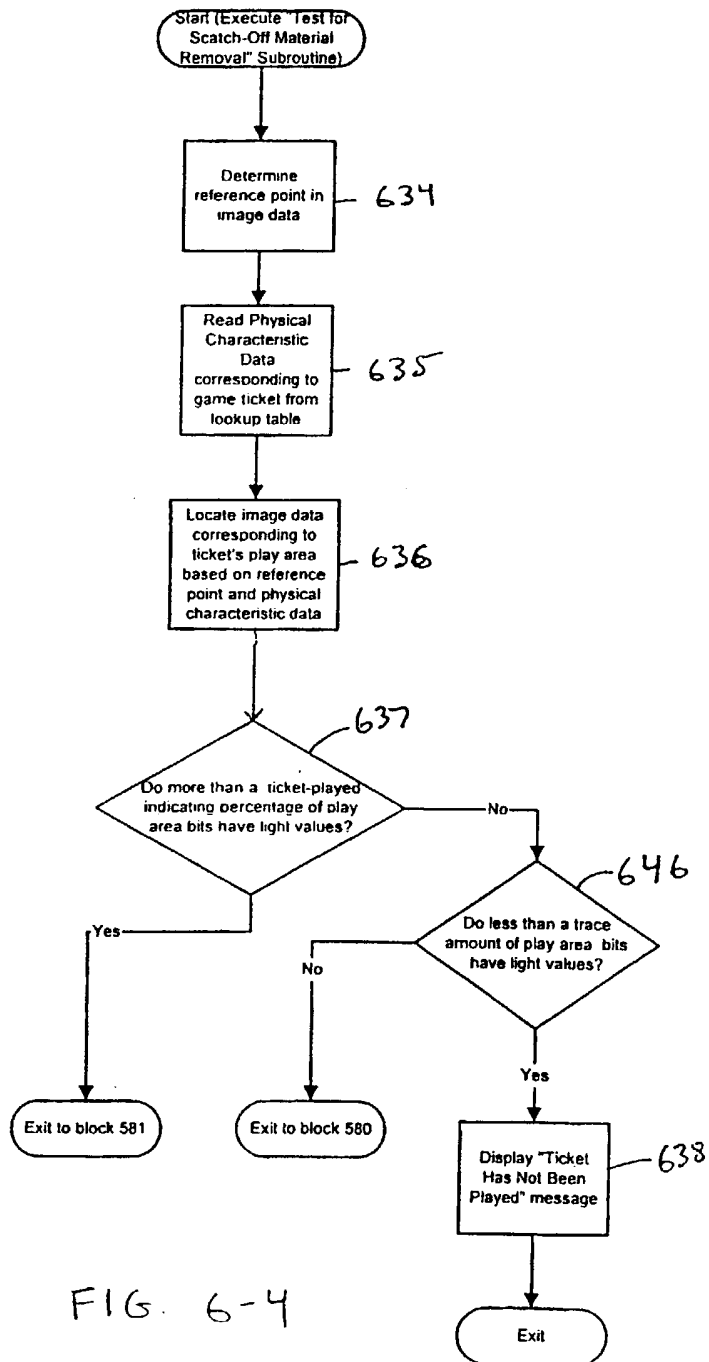 Start (Execute "Test for
Scatch-Off Material
Removal" Subroutine)
Determine
reference point in
image data
634
Read Physical
Characteristic
Data
corresponding to
game ticket from
lookup table
635
Locate image data
corresponding to
ticket's play area
based on reference
point and physical
characteristic data
636
637
Do more than a ticket-played
indicating percentage of play
area bits have light values?
No
646
Do less than a trace
amount of play area bits
have light values?
Yes
No
Yes
Exit to block 581
Exit to block 580
Display "Ticket
Has Not Been
Played" message
638
FIG. 6-4
Exit